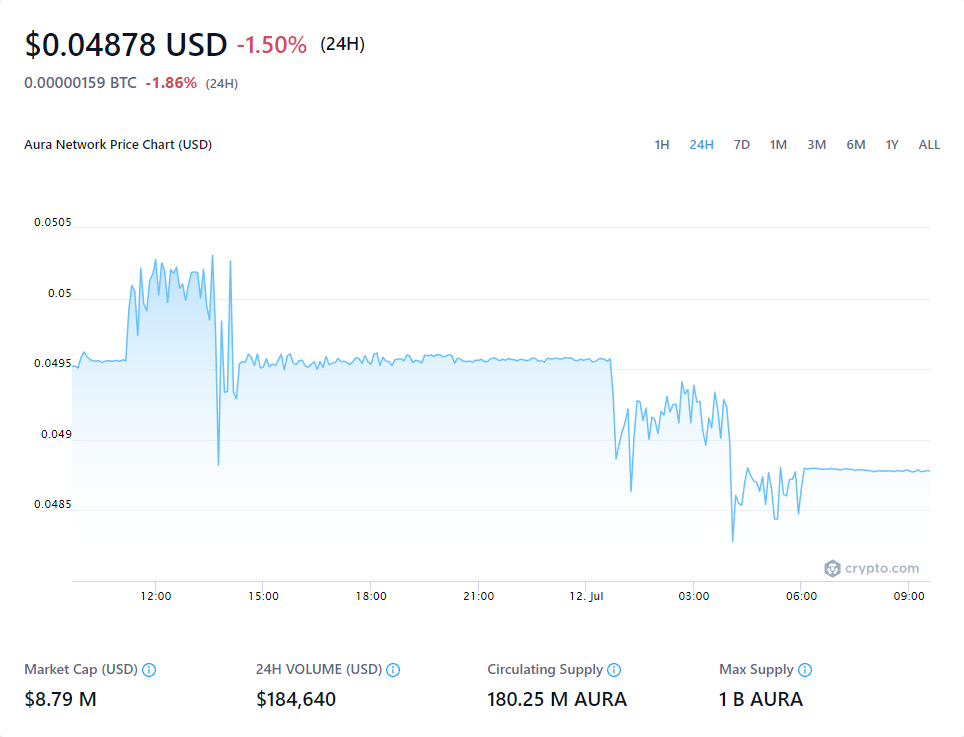 $0.04878 USD -1.50% (24H)
0.00000159 BTC -1.86% (24H)
Aura Network Price Chart (USD) 1H 24H 7D 1M 3M 6M 1Y ALL
0.0505
0.05
0.0495
0.049
0.0485
crypto.com
12:00 15:00 18:00 21:00 12. Jul 03:00 06:00 09:00
Market Cap (USD) 24H VOLUME (USD) Circulating Supply Max Supply
$8.79 M $184,640 180.25 M AURA 1 B AURA